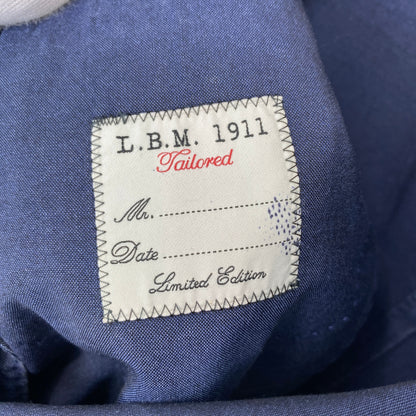 L.B.M. 1911
Tailored
Mr.
Date
Limited Edition